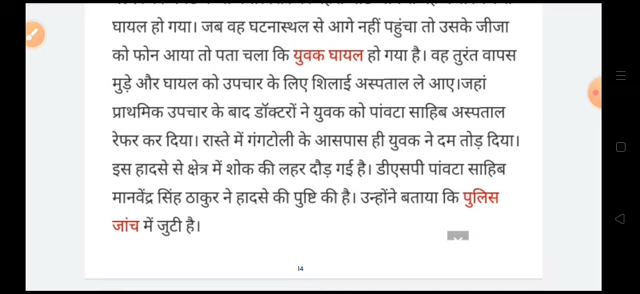 घायल हो गया। जब वह घटनास्थल से आगे नहीं पहुंचा तो उसके जीजा
को फोन आया तो पता चला कि युवक घायल हो गया है। वह तुरंत वापस
मुड़े और घायल को उपचार के लिए शिलाई अस्पताल ले आए।जहां
प्राथमिक उपचार के बाद डॉक्टरों ने युवक को पांवटा साहिब अस्पताल
रेफर कर दिया। रास्ते में गंगटोली के आसपास ही युवक ने दम तोड़ दिया।
इस हादसे से क्षेत्र में शोक की लहर दौड़ गई है। डीएसपी पांवटा साहिब
मानवेंद्र सिंह ठाकुर ने हादसे की पुष्टि की है। उन्होंने बताया कि पुलिस
जांच में जुटी है।
14